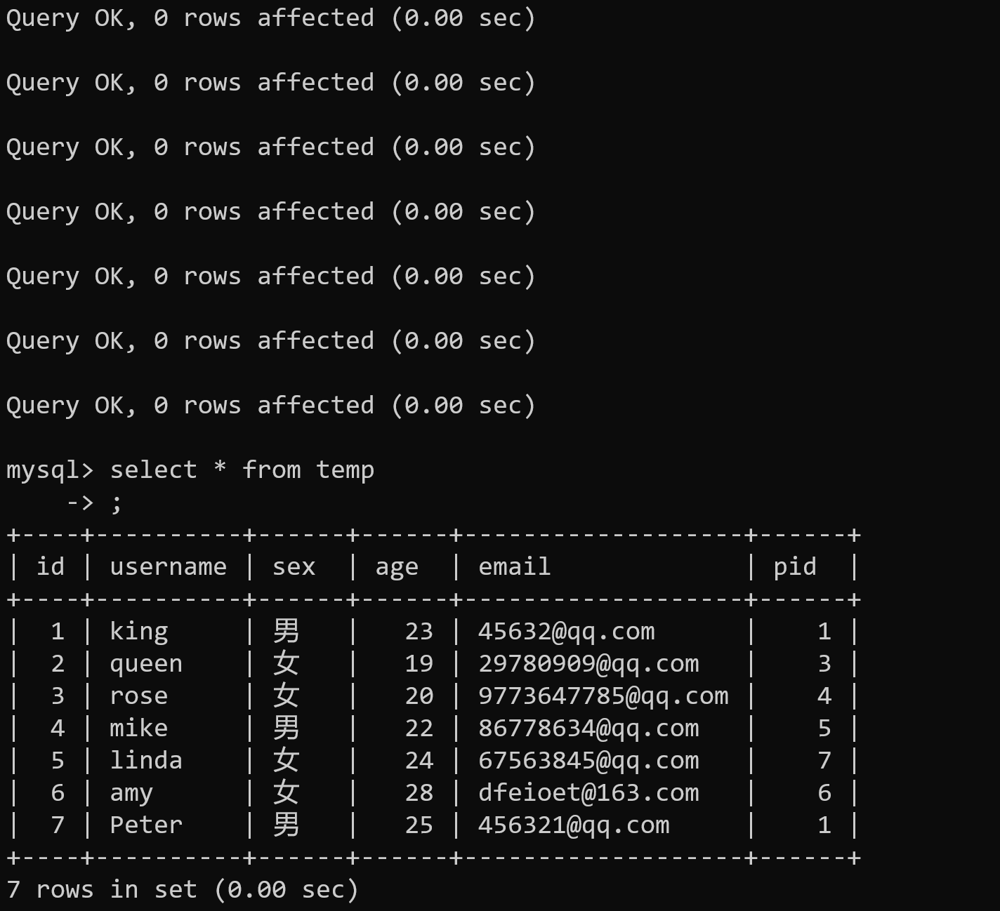 Query OK, 0 rows affected (0.00 sec)
Query OK, 0 rows affected (0.00 sec)
Query OK, 0 rows affected (0.00 sec)
Query OK, 0 rows affected (0.00 sec)
Query OK, 0 rows affected (0.00 sec)
Query OK, 0 rows affected (0.00 sec)
Query OK, 0 rows affected (0.00 sec)
mysql> select * from temp
    -> ;
+----+----------+------+------+-------------------+------+
| id | username | sex  | age  | email             | pid  |
+----+----------+------+------+-------------------+------+
|  1 | king     | 男   |   23 | 45632@qq.com      |    1 |
|  2 | queen    | 女   |   19 | 29780909@qq.com   |    3 |
|  3 | rose     | 女   |   20 | 9773647785@qq.com |    4 |
|  4 | mike     | 男   |   22 | 86778634@qq.com   |    5 |
|  5 | linda    | 女   |   24 | 67563845@qq.com   |    7 |
|  6 | amy      | 女   |   28 | dfeioet@163.com   |    6 |
|  7 | Peter    | 男   |   25 | 456321@qq.com     |    1 |
+----+----------+------+------+-------------------+------+
7 rows in set (0.00 sec)